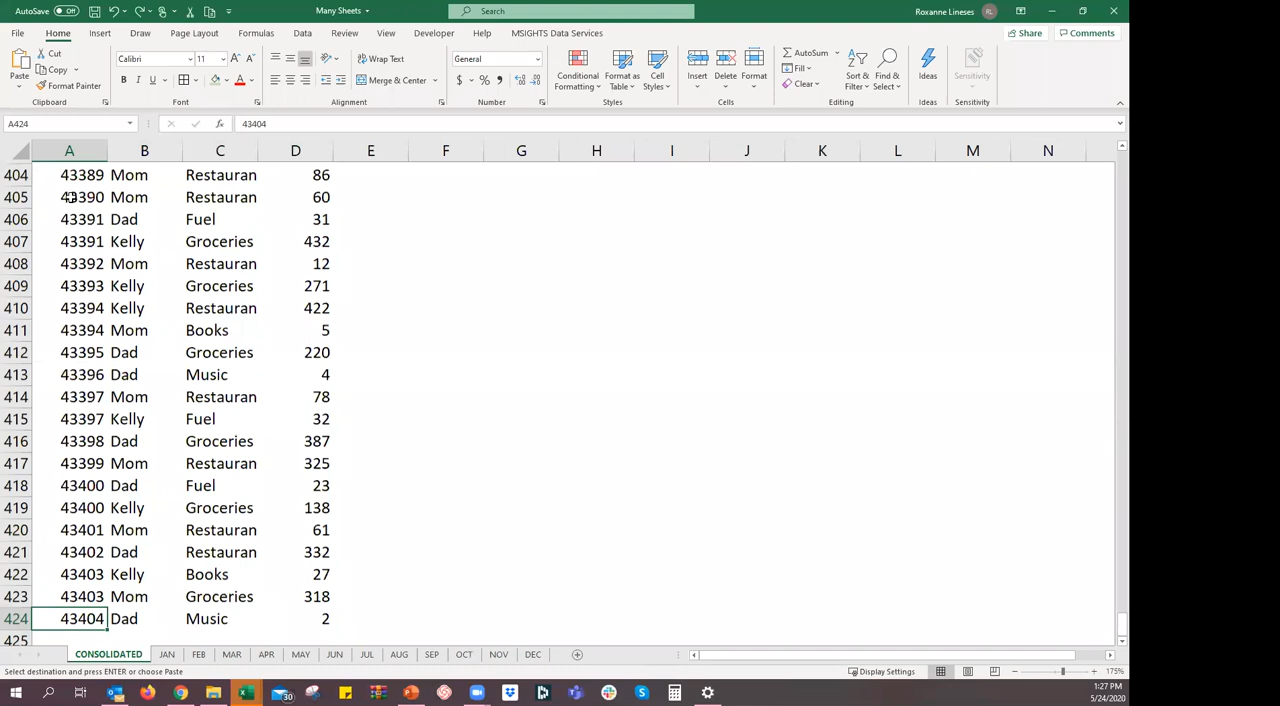 AutoSave Off Many Sheets Search Roxanne Lineses RL
File Home Insert Draw Page Layout Formulas Data Review View Developer Help MSIGHTS Data Services Share Comments
Paste Cut Copy Format Painter Calibri 11 Wrap Text Merge & Center General Conditional Formatting Format as Table Cell Styles Insert Delete Format AutoSum Fill Clear Sort & Filter Find & Select Ideas Sensitivity
Clipboard Font Alignment Number Styles Cells Editing Ideas Sensitivity
A424 fx 43404
A B C D E F G H I J K L M N
404 43389 Mom Restauran 86
405 43390 Mom Restauran 60
406 43391 Dad Fuel 31
407 43391 Kelly Groceries 432
408 43392 Mom Restauran 12
409 43393 Kelly Groceries 271
410 43394 Kelly Restauran 422
411 43394 Mom Books 5
412 43395 Dad Groceries 220
413 43396 Dad Music 4
414 43397 Mom Restauran 78
415 43397 Kelly Fuel 32
416 43398 Dad Groceries 387
417 43399 Mom Restauran 325
418 43400 Dad Fuel 23
419 43400 Kelly Groceries 138
420 43401 Mom Restauran 61
421 43402 Dad Restauran 332
422 43403 Kelly Books 27
423 43403 Mom Groceries 318
424 43404 Dad Music 2
425
CONSOLIDATED JAN FEB MAR APR MAY JUN JUL AUG SEP OCT NOV DEC
Select destination and press ENTER or choose Paste Display Settings 175%
30 1:27 PM
5/24/2020